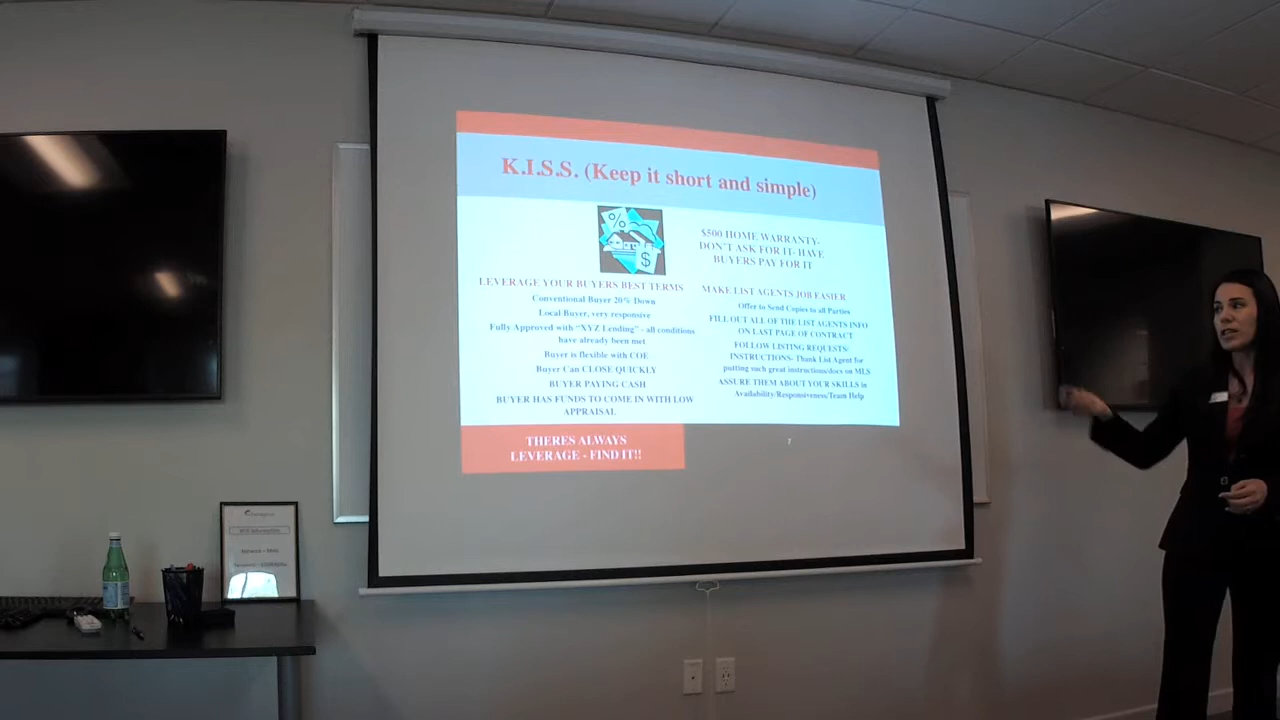 K.I.S.S. (Keep it short and simple)
%
$
$500 HOME WARRANTY-
DON'T ASK FOR IT- HAVE
BUYERS PAY FOR IT
LEVERAGE YOUR BUYERS BEST TERMS
Conventional Buyer 20% Down
Local Buyer, very responsive
Fully Approved with "XYZ Lending" - all conditions
have already been met
Buyer is flexible with COE
Buyer Can CLOSE QUICKLY
BUYER PAYING CASH
BUYER HAS FUNDS TO COME IN WITH LOW
APPRAISAL
MAKE LIST AGENTS JOB EASIER
Offer to Send Copies to all Parties
FILL OUT ALL OF THE LIST AGENTS INFO
ON LAST PAGE OF CONTRACT
FOLLOW LISTING REQUESTS/
INSTRUCTIONS- Thank List Agent for
putting such great instructions/docs on MLS
ASSURE THEM ABOUT YOUR SKILLS in
Availability/Responsiveness/Team Help
THERES ALWAYS
LEVERAGE - FIND IT!!
7